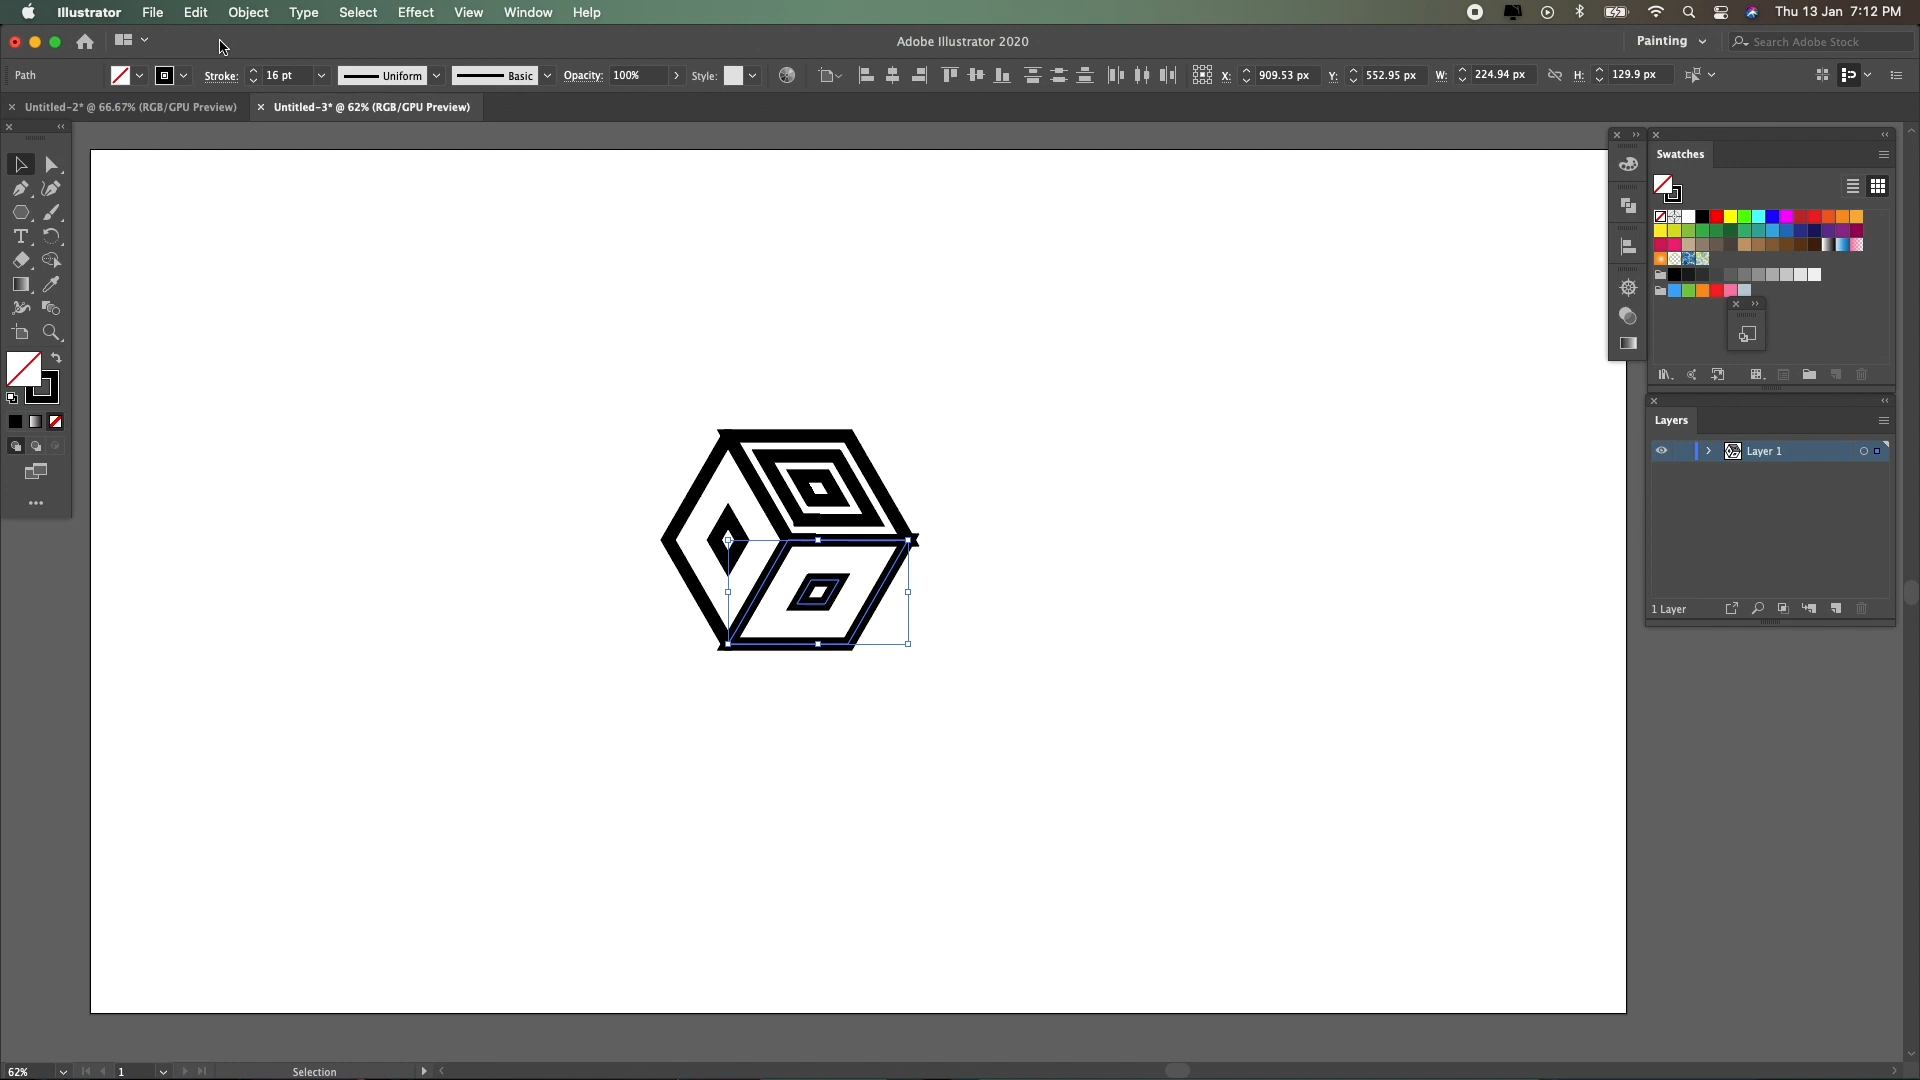 Illustrator File Edit Object Type Select Effect View Window Help Thu 13 Jan 7:12 PM
Adobe Illustrator 2020 Painting Search Adobe Stock
Path Stroke: 16 pt Uniform Basic Opacity: 100% Style: X: 909.53 px Y: 552.95 px W: 224.94 px H: 129.9 px
Untitled-2* @ 66.67% (RGB/GPU Preview) Untitled-3* @ 62% (RGB/GPU Preview)
Swatches
Layers
Layer 1
1 Layer
62% 1 Selection